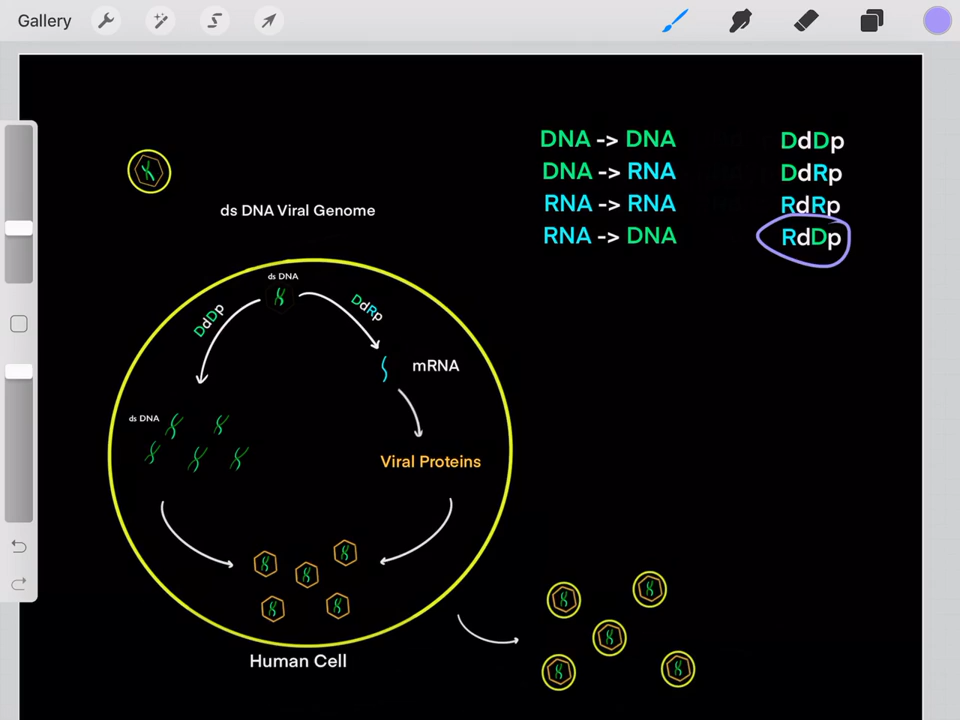 Gallery
DNA -> DNA DdDp
DNA -> RNA DdRp
RNA -> RNA RdRp
RNA -> DNA RdDp
ds DNA Viral Genome
ds DNA
DdDp
DdRp
mRNA
ds DNA
Viral Proteins
Human Cell